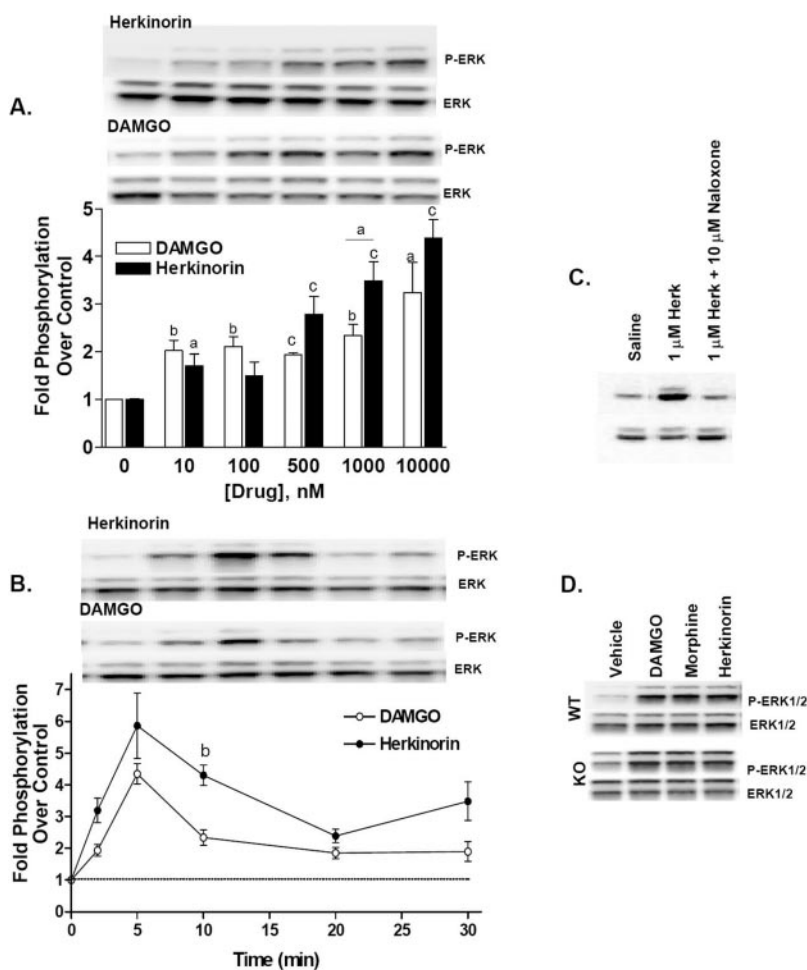 Herkinorin
P-ERK
ERK
A.
DAMGO
P-ERK
ERK
Fold Phosphorylation
Over Control
5
4
3
2
1
0
DAMGO
Herkinorin
b
a
b
c
c
a
c
b
a
c
0 10 100 500 1000 10000
[Drug], nM
C.
Saline
1 μM Herk
1 μM Herk + 10 μM Naloxone
Herkinorin
P-ERK
B.
ERK
DAMGO
P-ERK
ERK
Fold Phosphorylation
Over Control
7
6
5
4
3
2
1
0
DAMGO
Herkinorin
b
0 5 10 15 20 25 30
Time (min)
D.
Vehicle
DAMGO
Morphine
Herkinorin
WT
P-ERK1/2
ERK1/2
KO
P-ERK1/2
ERK1/2